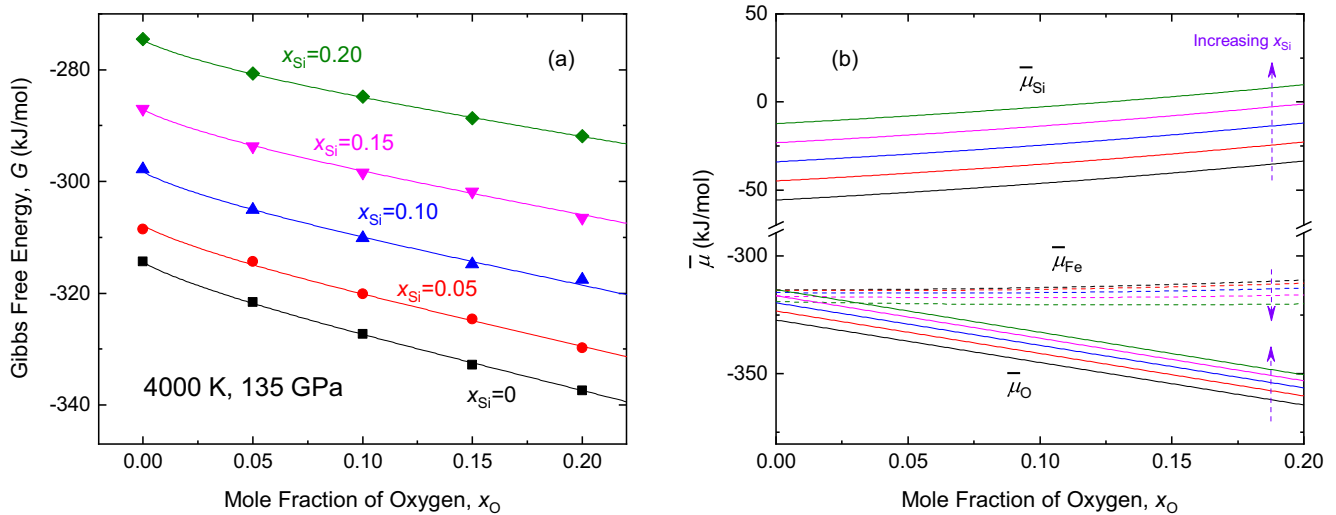 (a)
x_Si=0.20
x_Si=0.15
x_Si=0.10
x_Si=0.05
x_Si=0
4000 K, 135 GPa
Gibbs Free Energy, G (kJ/mol)
-280
-300
-320
-340
0.00 0.05 0.10 0.15 0.20
Mole Fraction of Oxygen, x_O
(b)
Increasing x_Si
μ̅_Si
μ̅_Fe
μ̅_O
μ̅ (kJ/mol)
50
0
-50
-300
-350
0.00 0.05 0.10 0.15 0.20
Mole Fraction of Oxygen, x_O